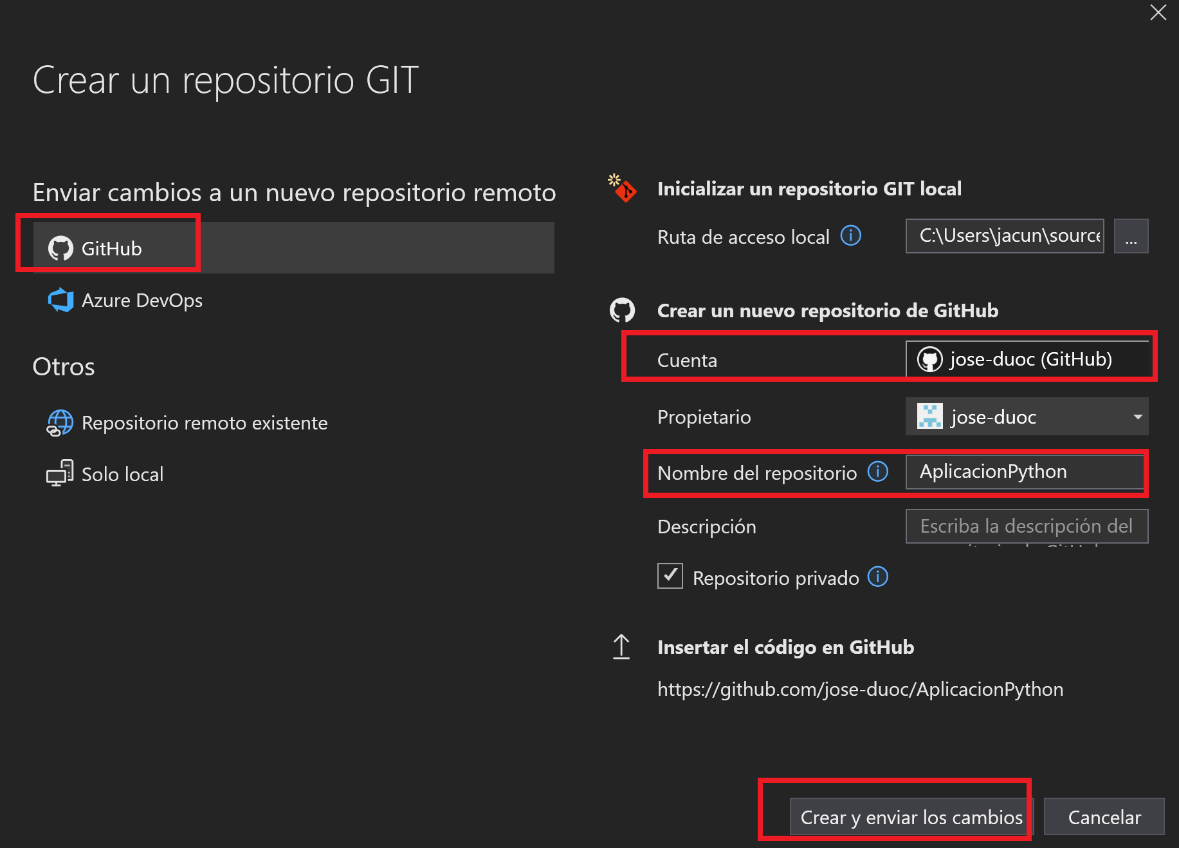 Crear un repositorio GIT
Enviar cambios a un nuevo repositorio remoto
GitHub
Azure DevOps
Otros
Repositorio remoto existente
Solo local
Inicializar un repositorio GIT local
Ruta de acceso local C:\Users\jacun\source ...
Crear un nuevo repositorio de GitHub
Cuenta jose-duoc (GitHub)
Propietario jose-duoc
Nombre del repositorio AplicacionPython
Descripción Escriba la descripción del
Repositorio privado
Insertar el código en GitHub
https://github.com/jose-duoc/AplicacionPython
Crear y enviar los cambios Cancelar